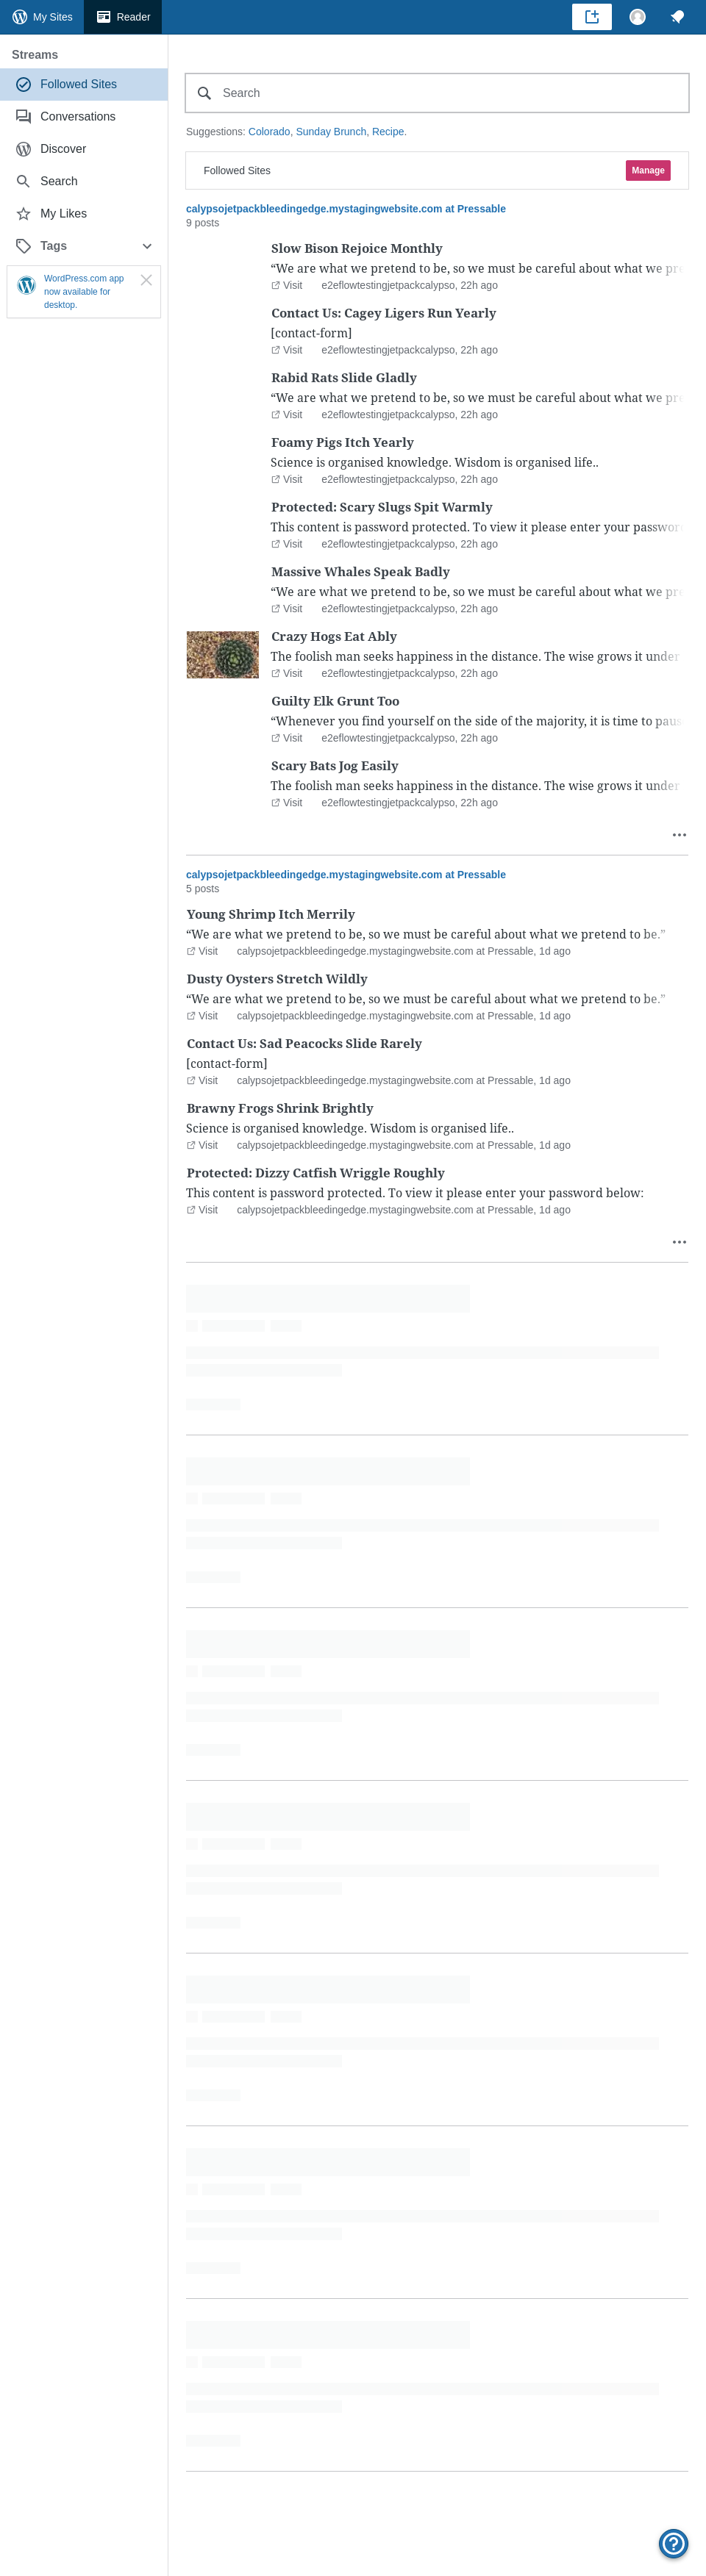 My Sites
Reader
Streams
Followed Sites
Conversations
Discover
Search
My Likes
Tags
WordPress.com app
now available for
desktop.
Search
Suggestions: Colorado, Sunday Brunch, Recipe.
Followed Sites
Manage
calypsojetpackbleedingedge.mystagingwebsite.com at Pressable
9 posts
Slow Bison Rejoice Monthly
“We are what we pretend to be, so we must be careful about what we pre
Visit e2eflowtestingjetpackcalypso, 22h ago
Contact Us: Cagey Ligers Run Yearly
[contact-form]
Visit e2eflowtestingjetpackcalypso, 22h ago
Rabid Rats Slide Gladly
“We are what we pretend to be, so we must be careful about what we pre
Visit e2eflowtestingjetpackcalypso, 22h ago
Foamy Pigs Itch Yearly
Science is organised knowledge. Wisdom is organised life..
Visit e2eflowtestingjetpackcalypso, 22h ago
Protected: Scary Slugs Spit Warmly
This content is password protected. To view it please enter your password
Visit e2eflowtestingjetpackcalypso, 22h ago
Massive Whales Speak Badly
“We are what we pretend to be, so we must be careful about what we pre
Visit e2eflowtestingjetpackcalypso, 22h ago
Crazy Hogs Eat Ably
The foolish man seeks happiness in the distance. The wise grows it under
Visit e2eflowtestingjetpackcalypso, 22h ago
Guilty Elk Grunt Too
“Whenever you find yourself on the side of the majority, it is time to paus
Visit e2eflowtestingjetpackcalypso, 22h ago
Scary Bats Jog Easily
The foolish man seeks happiness in the distance. The wise grows it under
Visit e2eflowtestingjetpackcalypso, 22h ago
calypsojetpackbleedingedge.mystagingwebsite.com at Pressable
5 posts
Young Shrimp Itch Merrily
“We are what we pretend to be, so we must be careful about what we pretend to be.”
Visit calypsojetpackbleedingedge.mystagingwebsite.com at Pressable, 1d ago
Dusty Oysters Stretch Wildly
“We are what we pretend to be, so we must be careful about what we pretend to be.”
Visit calypsojetpackbleedingedge.mystagingwebsite.com at Pressable, 1d ago
Contact Us: Sad Peacocks Slide Rarely
[contact-form]
Visit calypsojetpackbleedingedge.mystagingwebsite.com at Pressable, 1d ago
Brawny Frogs Shrink Brightly
Science is organised knowledge. Wisdom is organised life..
Visit calypsojetpackbleedingedge.mystagingwebsite.com at Pressable, 1d ago
Protected: Dizzy Catfish Wriggle Roughly
This content is password protected. To view it please enter your password below:
Visit calypsojetpackbleedingedge.mystagingwebsite.com at Pressable, 1d ago